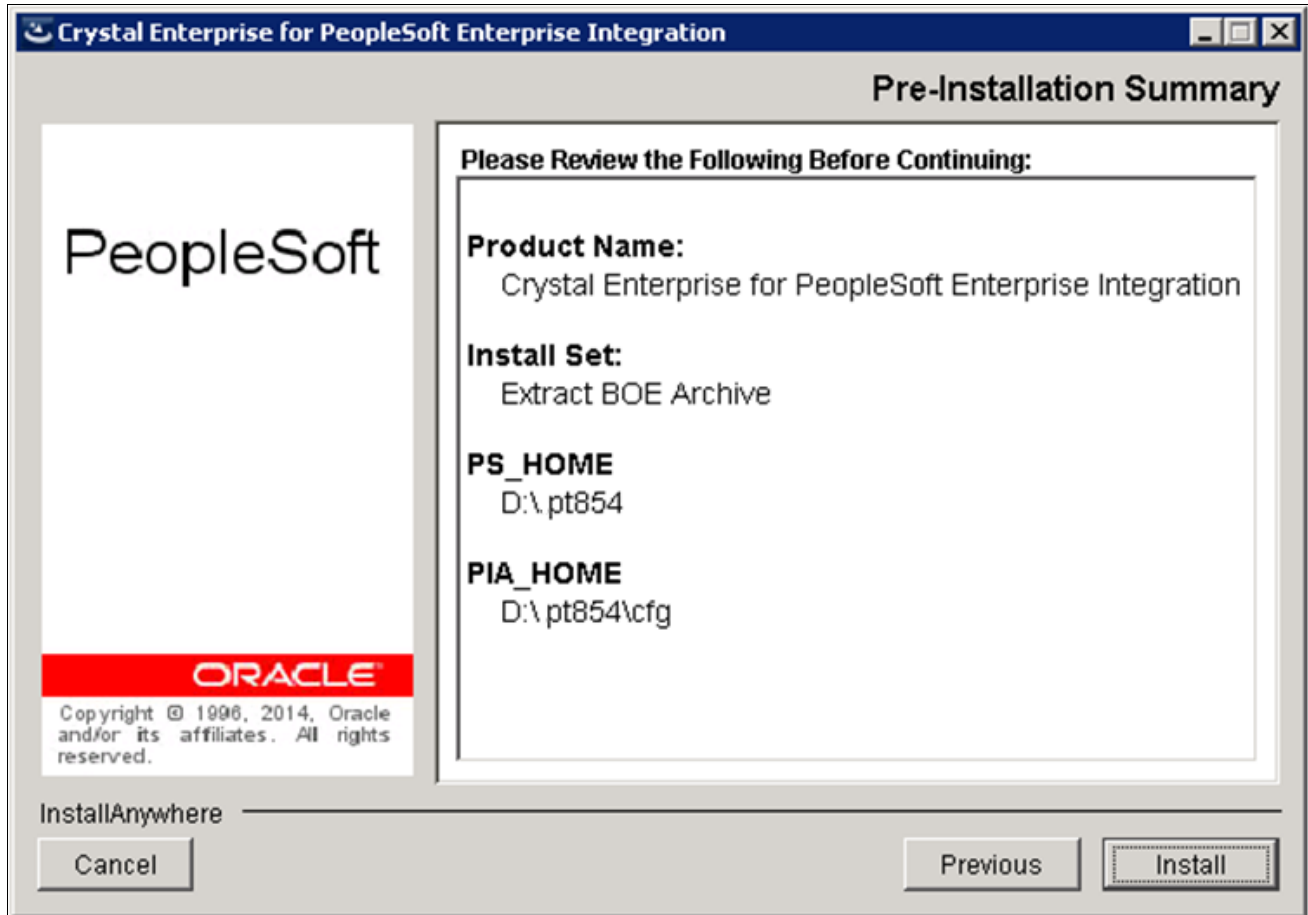 Crystal Enterprise for PeopleSoft Enterprise Integration
Pre-Installation Summary
PeopleSoft
ORACLE
Copyright © 1996, 2014, Oracle
and/or its affiliates. All rights
reserved.
Please Review the Following Before Continuing:
Product Name:
Crystal Enterprise for PeopleSoft Enterprise Integration
Install Set:
Extract BOE Archive
PS_HOME
D:\.pt854
PIA_HOME
D:\ pt854\cfg
InstallAnywhere
Cancel
Previous
Install